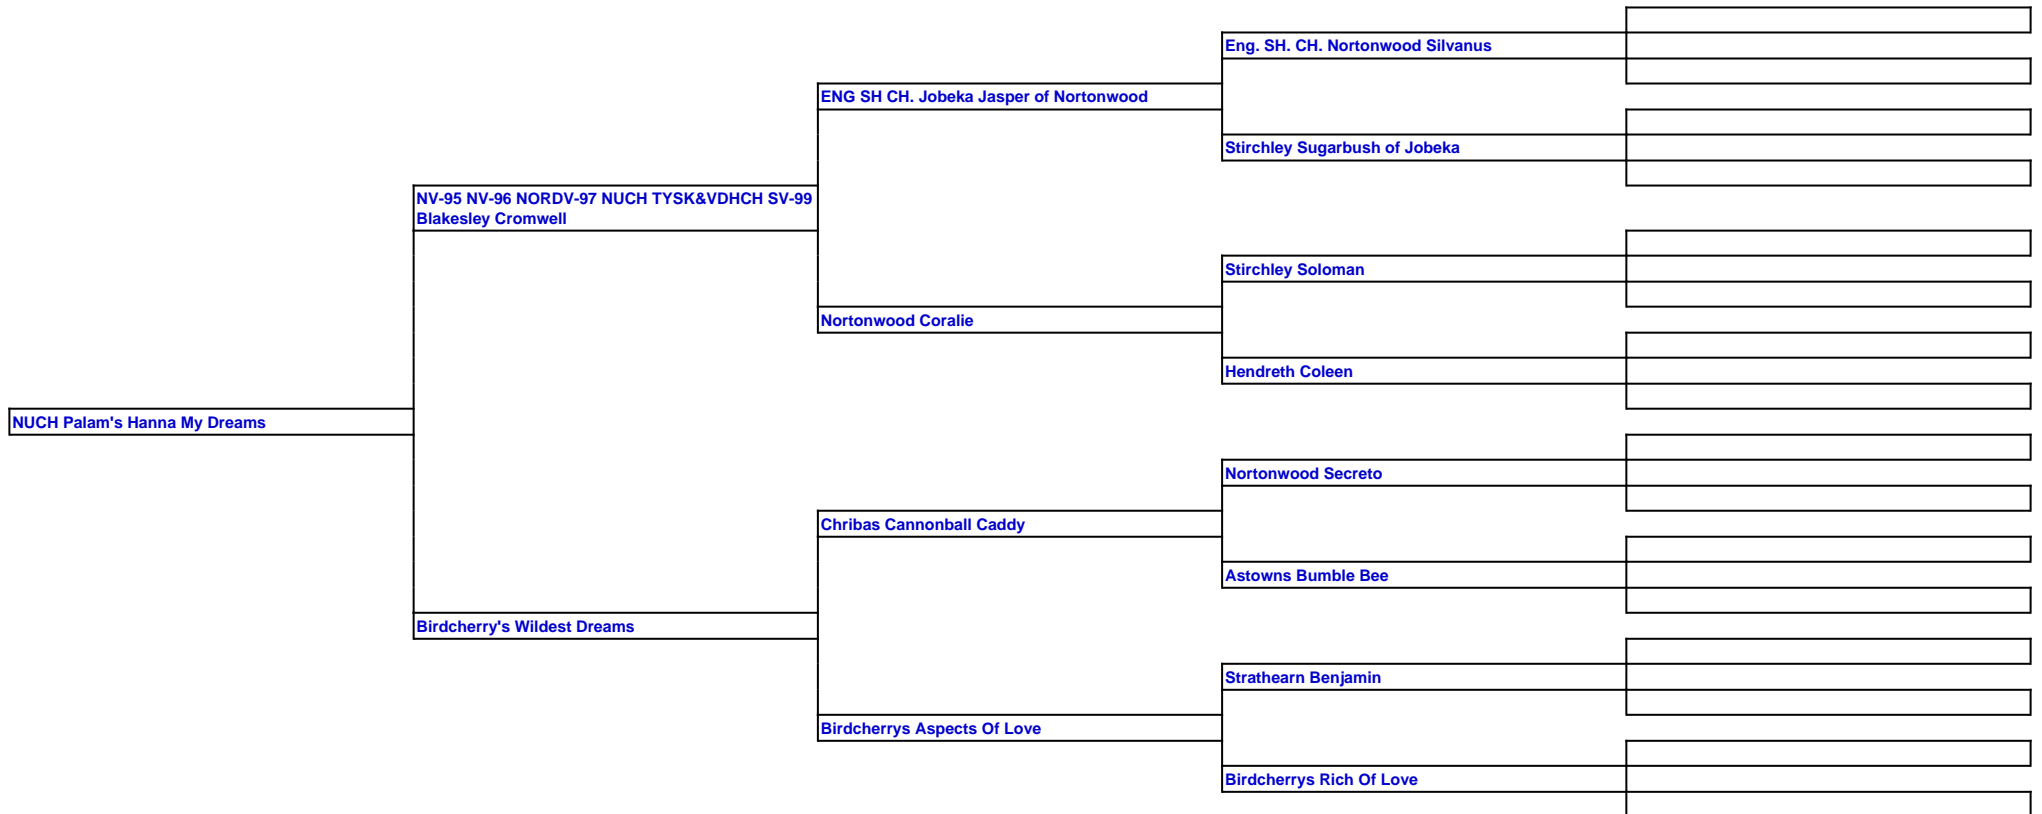 Eng. SH. CH. Nortonwood Silvanus
ENG SH CH. Jobeka Jasper of Nortonwood
Stirchley Sugarbush of Jobeka
NV-95 NV-96 NORDV-97 NUCH TYSK&VDHCH SV-99
Blakesley Cromwell
Stirchley Soloman
Nortonwood Coralie
Hendreth Coleen
NUCH Palam's Hanna My Dreams
Nortonwood Secreto
Chribas Cannonball Caddy
Astowns Bumble Bee
Birdcherry's Wildest Dreams
Strathearn Benjamin
Birdcherrys Aspects Of Love
Birdcherrys Rich Of Love